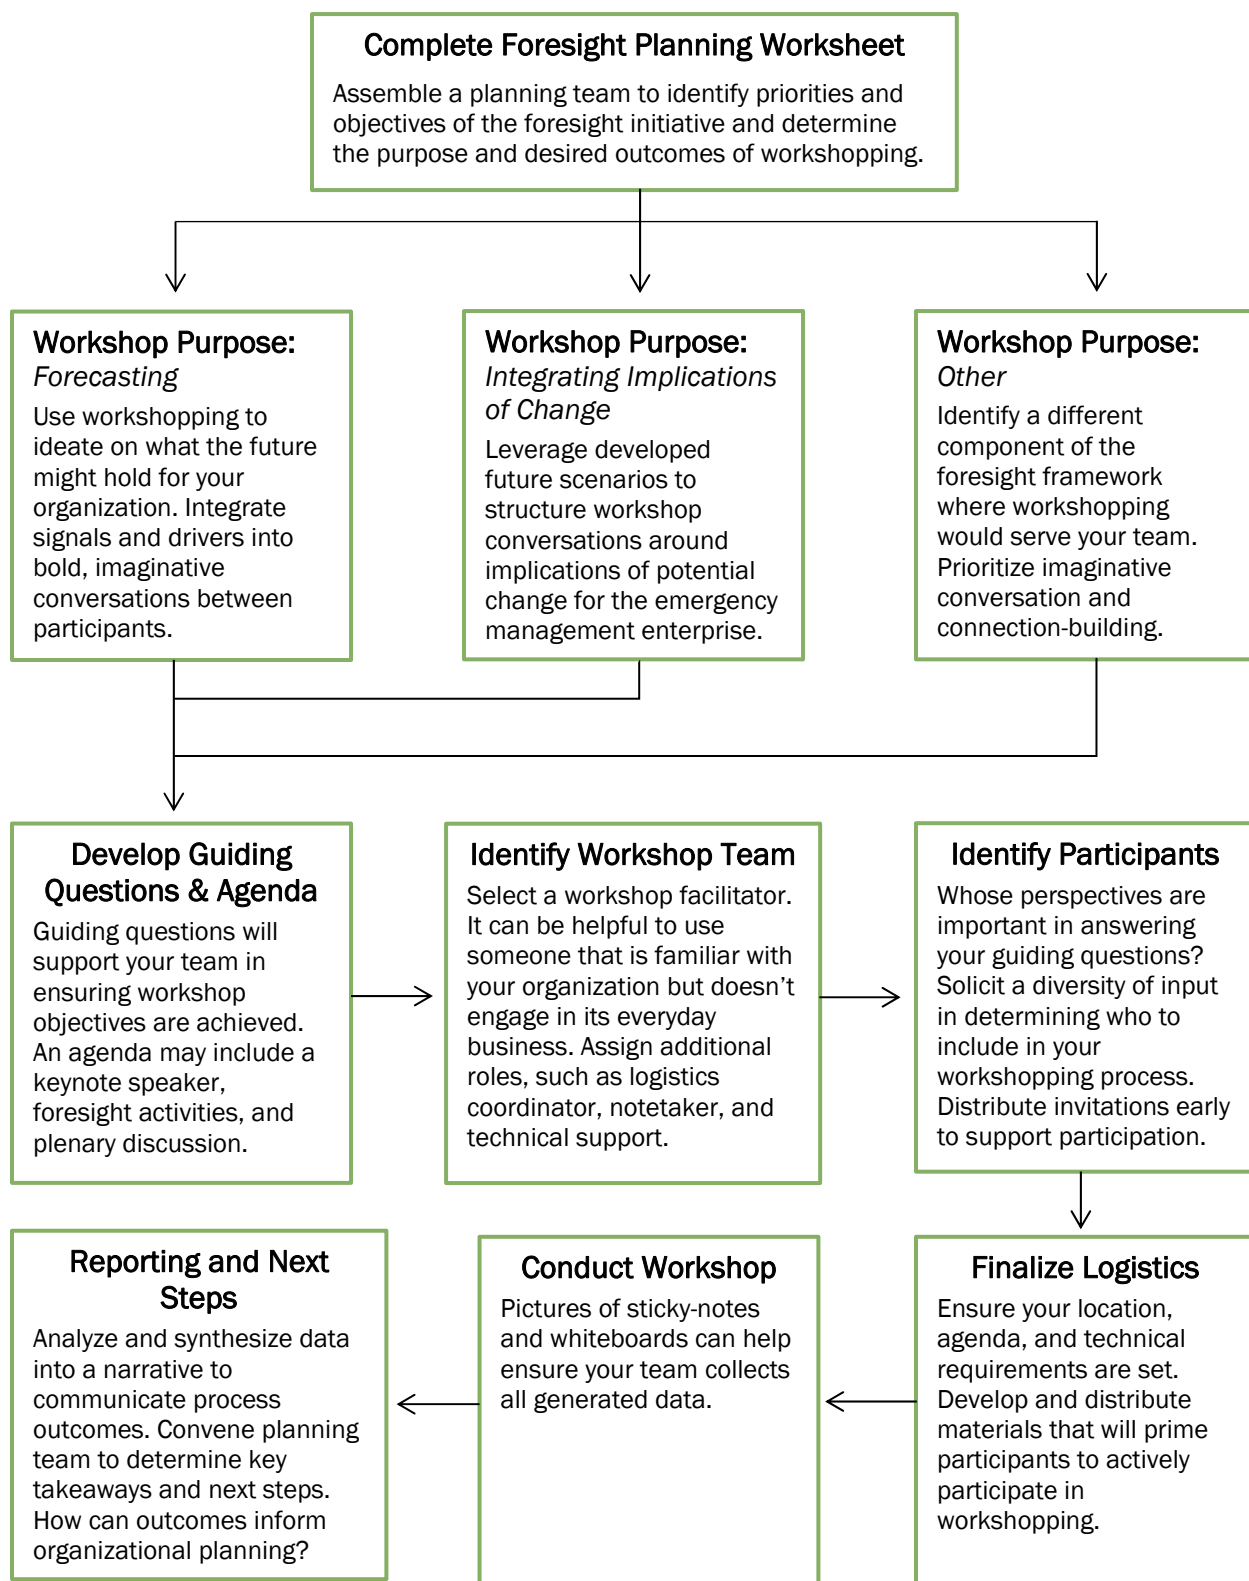 Complete Foresight Planning Worksheet
Assemble a planning team to identify priorities and
objectives of the foresight initiative and determine
the purpose and desired outcomes of workshopping.
Workshop Purpose:
Forecasting
Use workshopping to
ideate on what the future
might hold for your
organization. Integrate
signals and drivers into
bold, imaginative
conversations between
participants.
Workshop Purpose:
Integrating Implications
of Change
Leverage developed
future scenarios to
structure workshop
conversations around
implications of potential
change for the emergency
management enterprise.
Workshop Purpose:
Other
Identify a different
component of the
foresight framework
where workshopping
would serve your team.
Prioritize imaginative
conversation and
connection-building.
Develop Guiding
Questions & Agenda
Guiding questions will
support your team in
ensuring workshop
objectives are achieved.
An agenda may include a
keynote speaker,
foresight activities, and
plenary discussion.
Identify Workshop Team
Select a workshop facilitator.
It can be helpful to use
someone that is familiar with
your organization but doesn't
engage in its everyday
business. Assign additional
roles, such as logistics
coordinator, notetaker, and
technical support.
Identify Participants
Whose perspectives are
important in answering
your guiding questions?
Solicit a diversity of input
in determining who to
include in your
workshopping process.
Distribute invitations early
to support participation.
Finalize Logistics
Ensure your location,
agenda, and technical
requirements are set.
Develop and distribute
materials that will prime
participants to actively
participate in
workshopping.
Conduct Workshop
Pictures of sticky-notes
and whiteboards can help
ensure your team collects
all generated data.
Reporting and Next
Steps
Analyze and synthesize data
into a narrative to
communicate process
outcomes. Convene planning
team to determine key
takeaways and next steps.
How can outcomes inform
organizational planning?